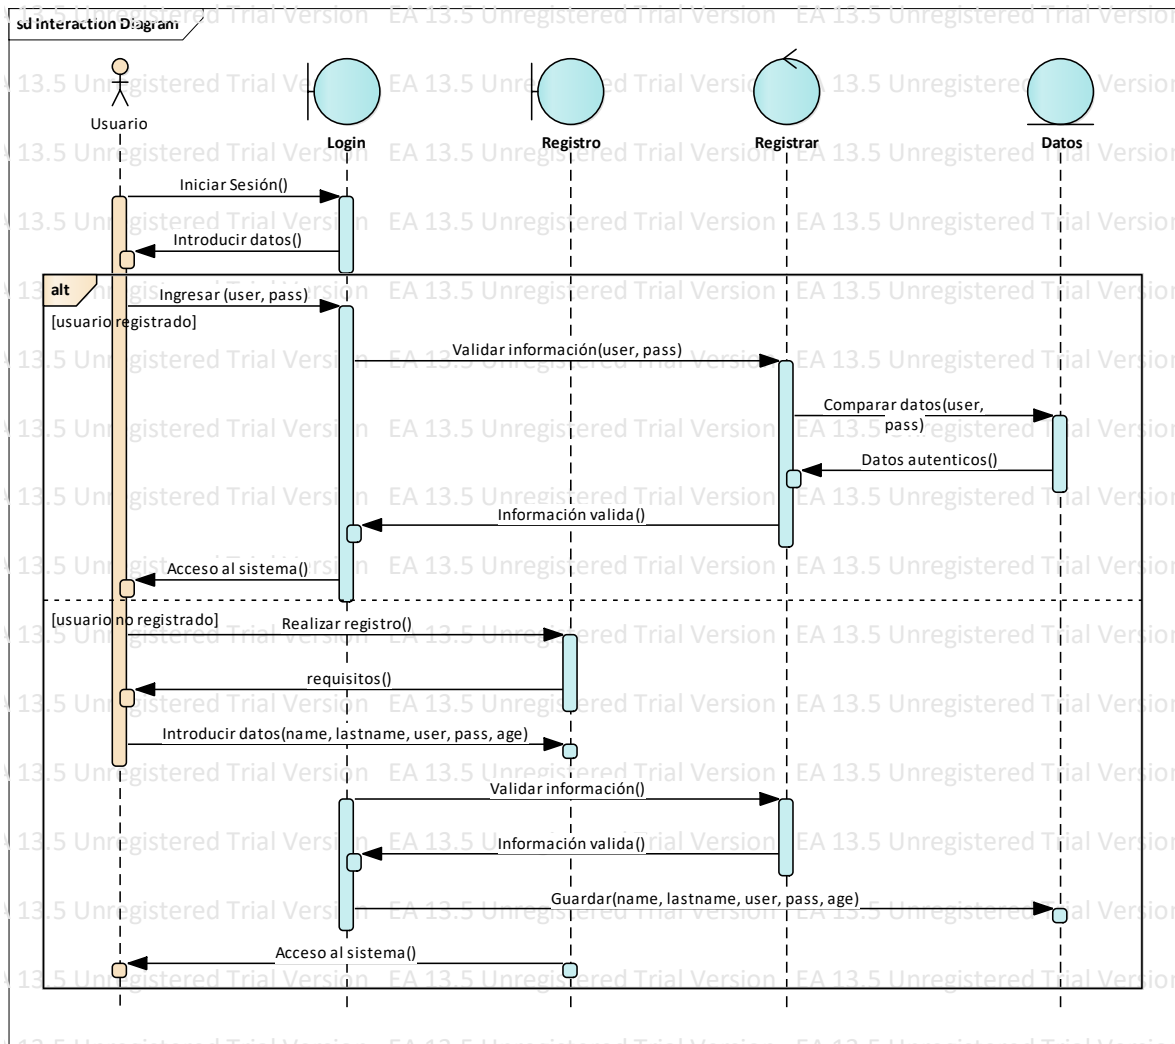 sd Interaction Diagram
Usuario
Login
Registro
Registrar
Datos
Iniciar Sesión()
Introducir datos()
alt
Ingresar (user, pass)
[usuario registrado]
Validar información(user, pass)
Comparar datos(user,
pass)
Datos autenticos()
Información valida()
Acceso al sistema()
[usuario no registrado]
Realizar registro()
requisitos()
Introducir datos(name, lastname, user, pass, age)
Validar información()
Información valida()
Guardar(name, lastname, user, pass, age)
Acceso al sistema()
EA 13.5 Unregistered Trial Version